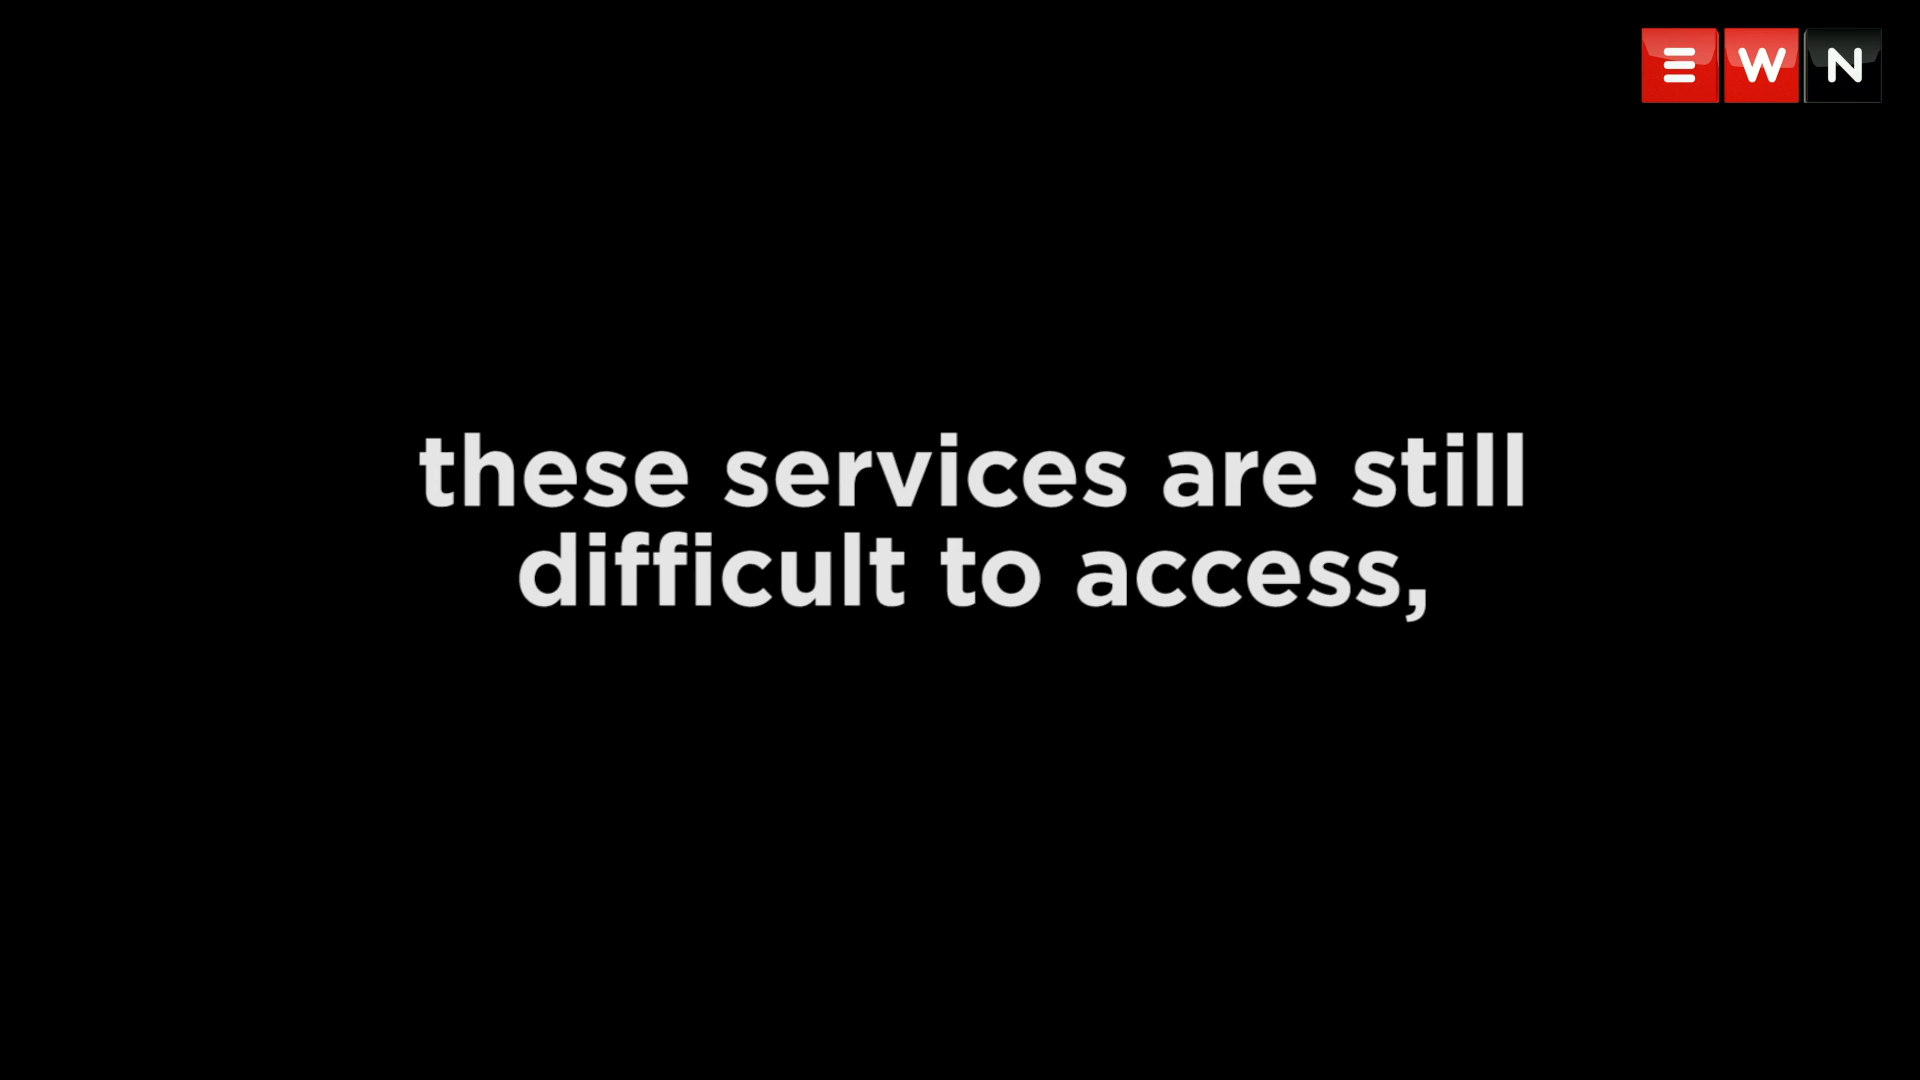 EWN
these services are still
difficult to access,